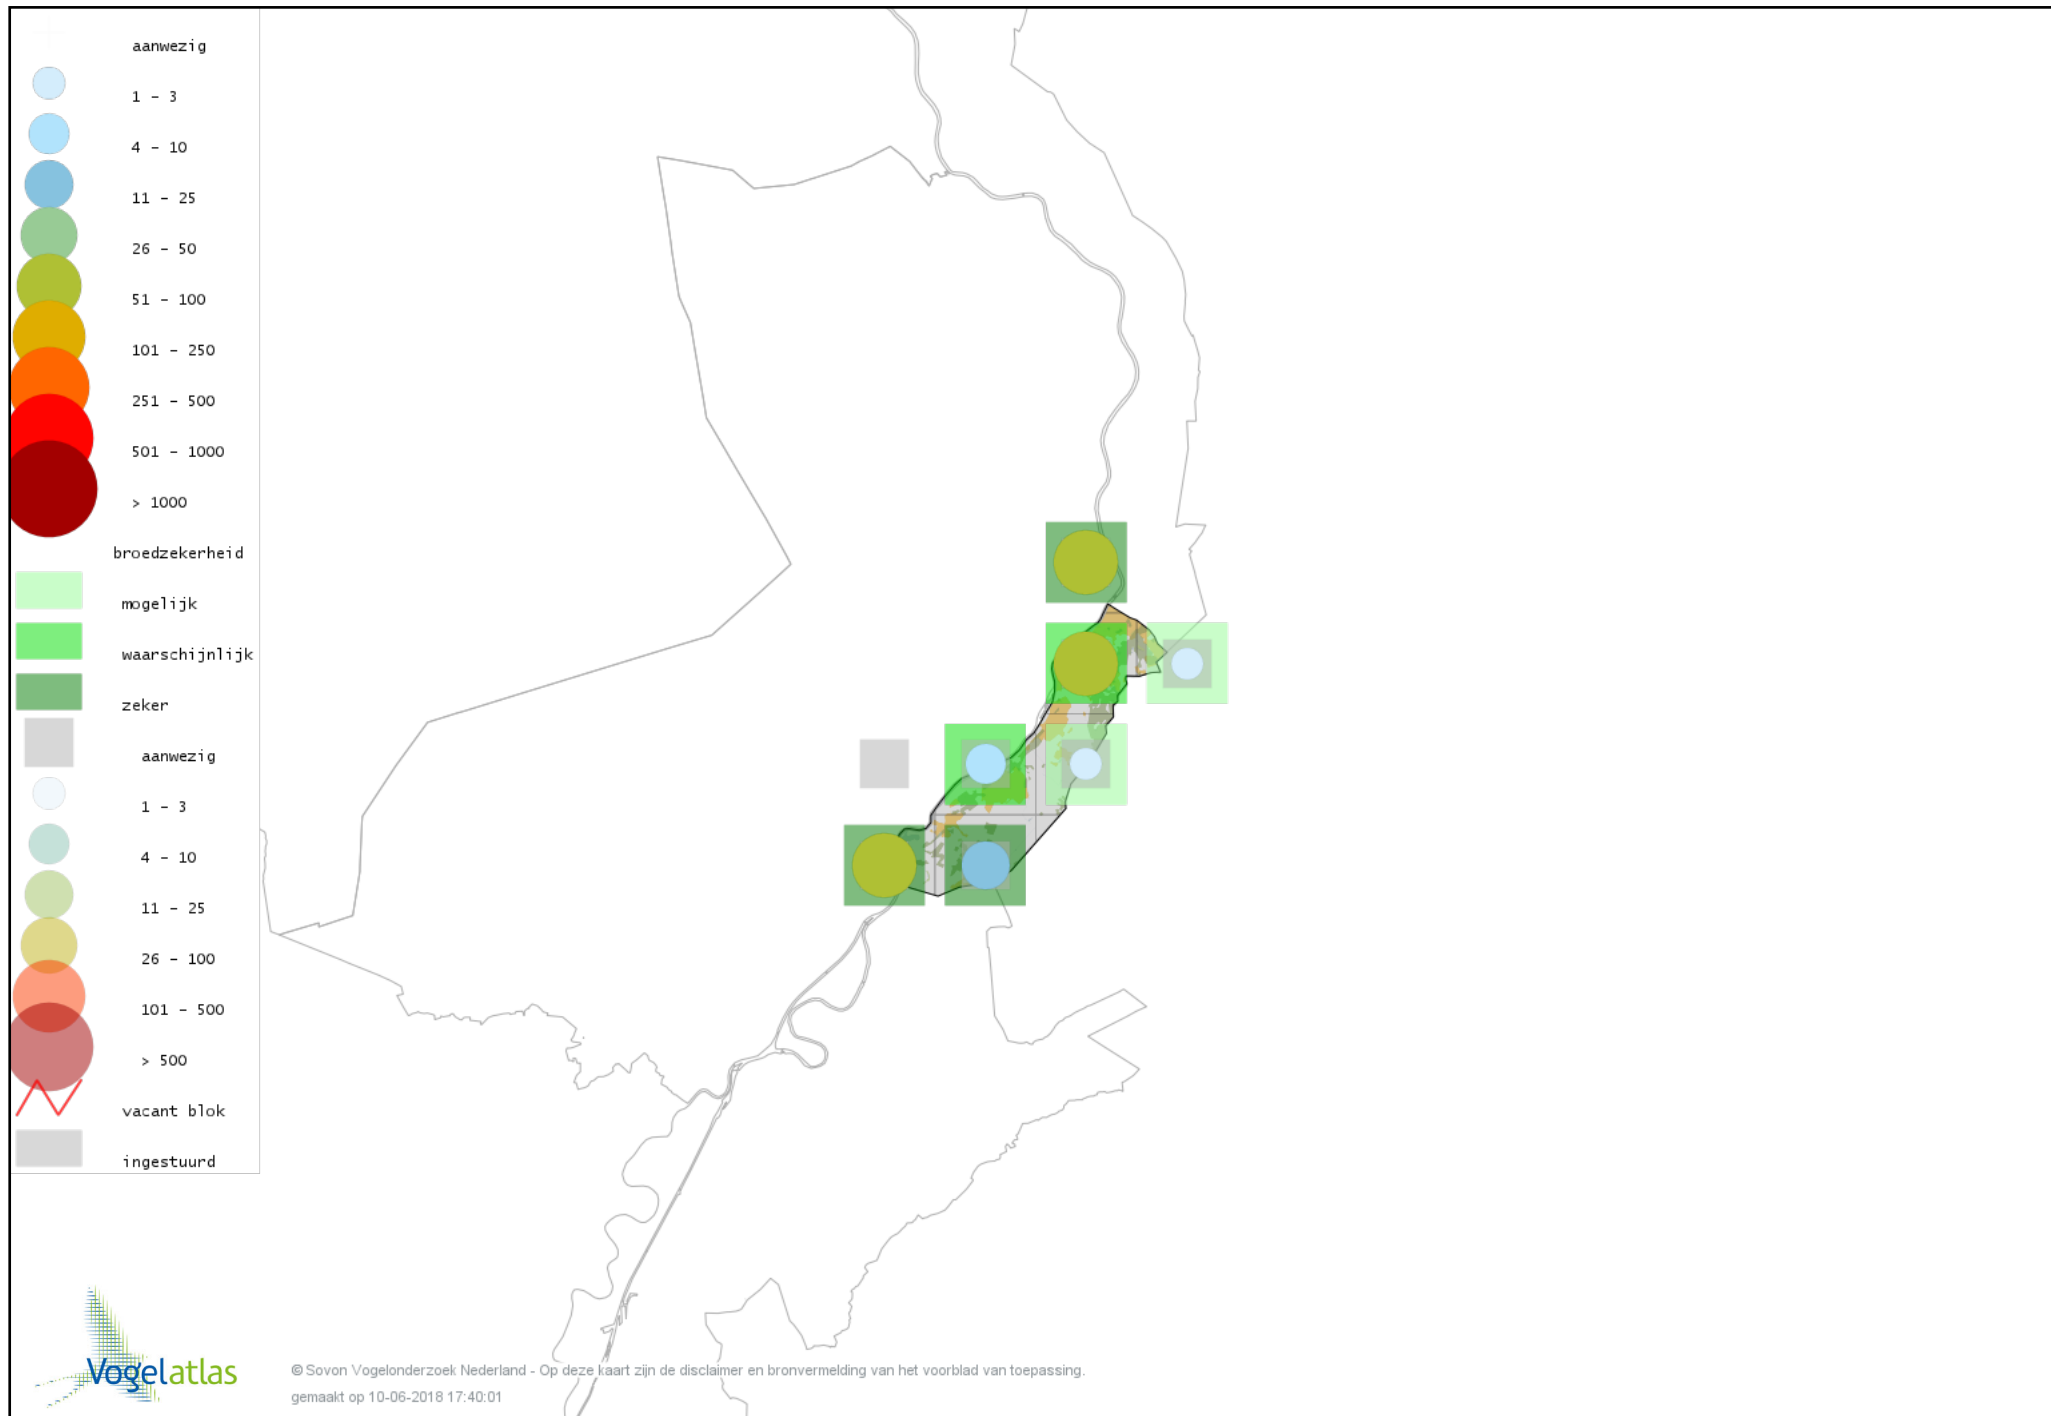 aanwezig
1 - 3
4 - 10
11 - 25
26 - 50
51 - 100
101 - 250
251 - 500
501 - 1000
> 1000
broedzekerheid
mogelijk
waarschijnlijk
zeker
aanwezig
1 - 3
4 - 10
11 - 25
26 - 100
101 - 500
> 500
vacant blok
ingestuurd
Vogelatlas
© Sovon Vogelonderzoek Nederland - Op deze kaart zijn de disclaimer en bronvermelding van het voorblad van toepassing.
gemaakt op 10-06-2018 17:40:01